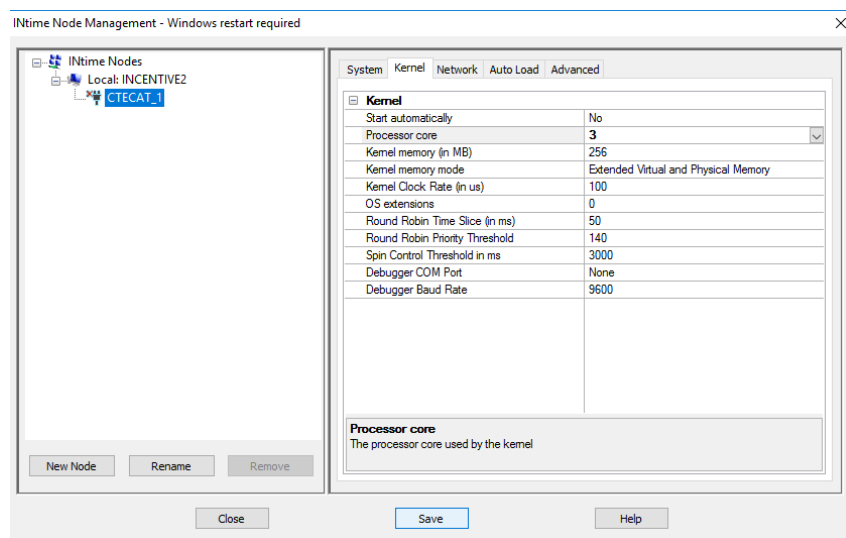 INtime Node Management - Windows restart required
INtime Nodes
Local: INCENTIVE2
CTECAT_1
New Node
Rename
Remove
System Kernel Network Auto Load Advanced
Kernel
Start automatically No
Processor core 3
Kernel memory (in MB) 256
Kernel memory mode Extended Virtual and Physical Memory
Kernel Clock Rate (in us) 100
OS extensions 0
Round Robin Time Slice (in ms) 50
Round Robin Priority Threshold 140
Spin Control Threshold in ms 3000
Debugger COM Port None
Debugger Baud Rate 9600
Processor core
The processor core used by the kernel
Close
Save
Help